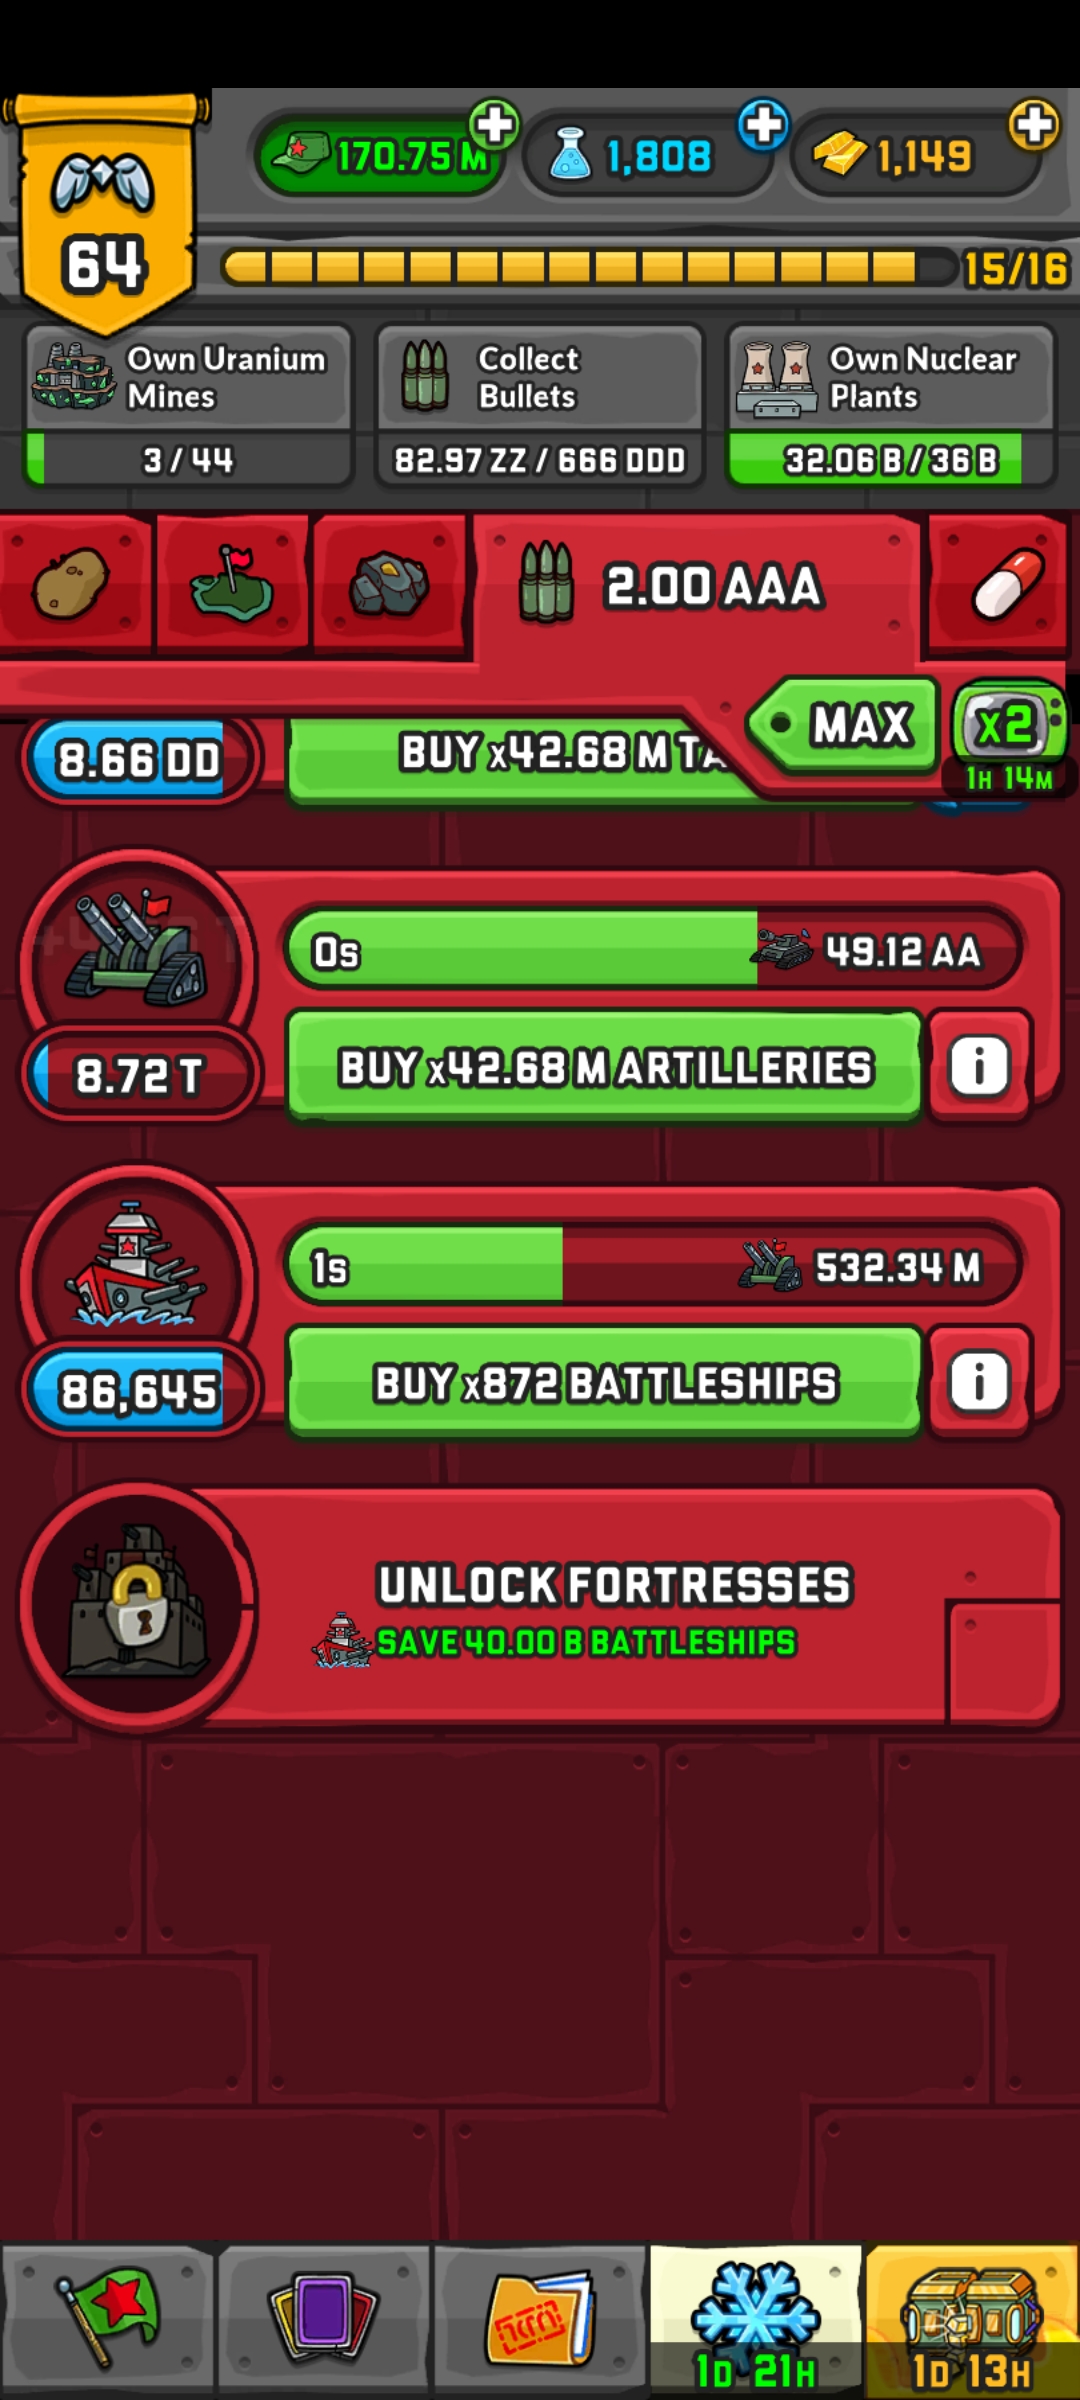 170.75 M
1,808
1,149
64
15/16
Own Uranium
Mines
3 / 44
Collect
Bullets
82.97 ZZ / 666 DDD
Own Nuclear
Plants
32.06 B / 36 B
2.00 AAA
MAX
x2
1H 14M
8.66 DD
BUY x42.68 M TA
0s
49.12 AA
8.72 T
BUY x42.68 M ARTILLERIES
i
1s
532.34 M
86,645
BUY x872 BATTLESHIPS
i
UNLOCK FORTRESSES
SAVE 40.00 B BATTLESHIPS
1D 21H
1D 13H